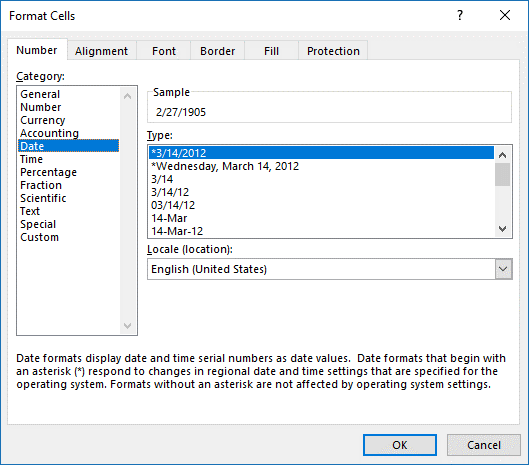 Format Cells
?
Number Alignment Font Border Fill Protection
Category:
General
Number
Currency
Accounting
Date
Time
Percentage
Fraction
Scientific
Text
Special
Custom
Sample
2/27/1905
Type:
*3/14/2012
*Wednesday, March 14, 2012
3/14
3/14/12
03/14/12
14-Mar
14-Mar-12
Locale (location):
English (United States)
Date formats display date and time serial numbers as date values.  Date formats that begin with
an asterisk (*) respond to changes in regional date and time settings that are specified for the
operating system. Formats without an asterisk are not affected by operating system settings.
OK Cancel